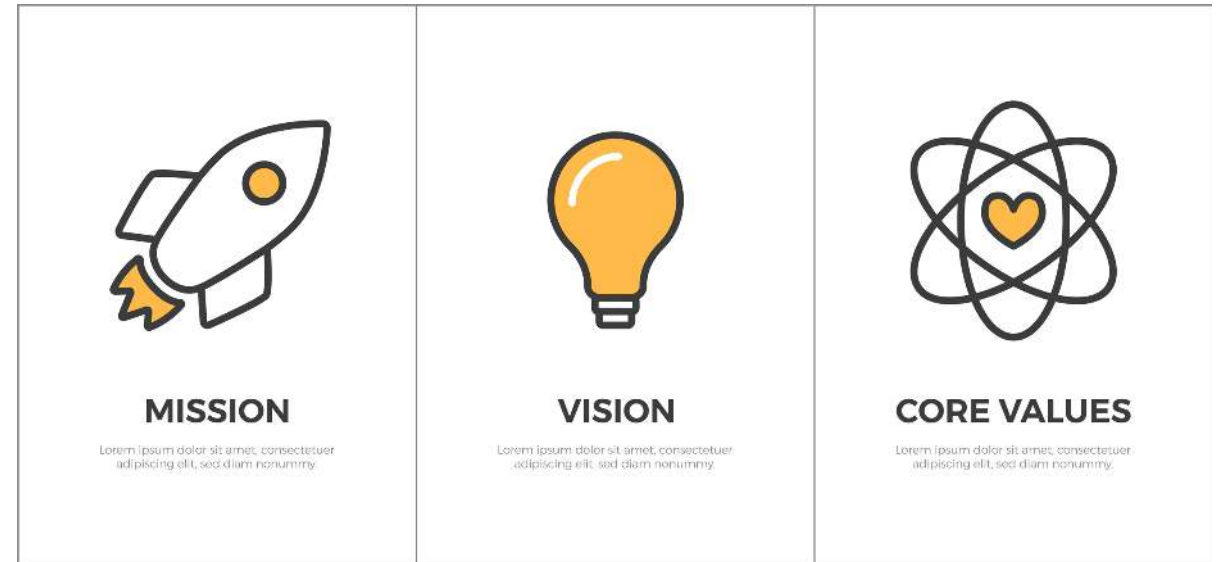 MISSION
Lorem ipsum dolor sit amet, consectetuer
adipiscing elit, sed diam nonummy.
VISION
Lorem ipsum dolor sit amet, consectetuer
adipiscing elit, sed diam nonummy.
CORE VALUES
Lorem ipsum dolor sit amet, consectetuer
adipiscing elit, sed diam nonummy.